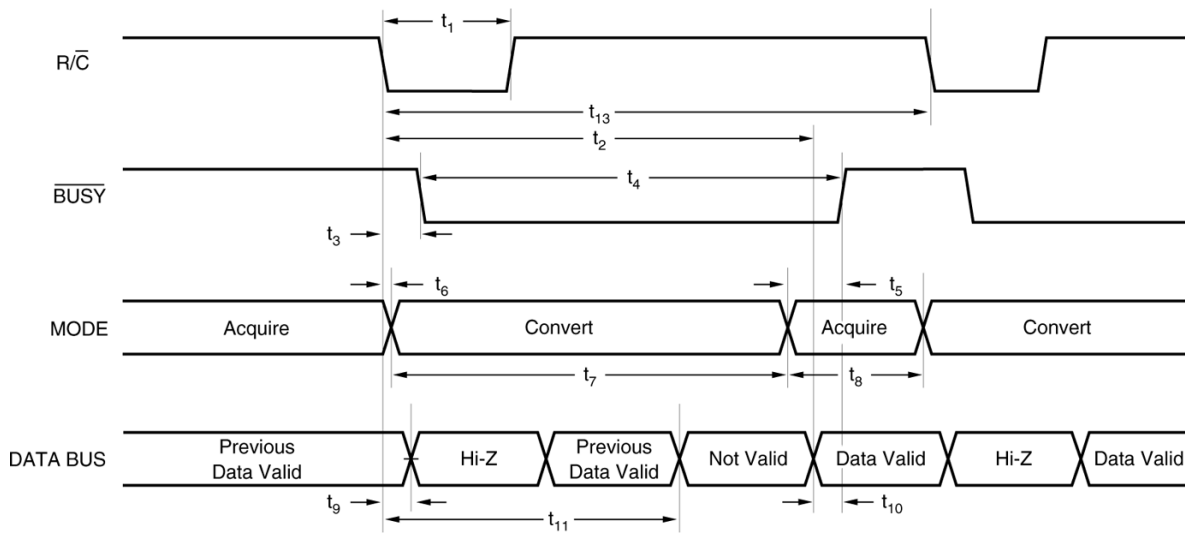 t1
R/C̅
t13
t2
B̅U̅S̅Y̅
t4
t3
t6
t5
MODE
Acquire
Convert
Acquire
Convert
t7
t8
DATA BUS
Previous
Data Valid
Hi-Z
Previous
Data Valid
Not Valid
Data Valid
Hi-Z
Data Valid
t9
t10
t11